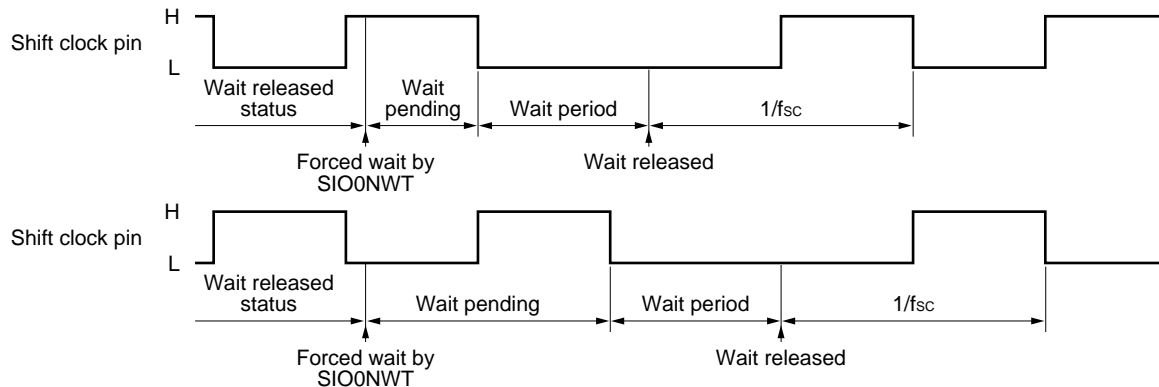 H
Shift clock pin
L
Wait released
status
Wait
pending
Wait period
1/fSC
Forced wait by
SIO0NWT
Wait released
H
Shift clock pin
L
Wait released
status
Wait pending
Wait period
1/fSC
Forced wait by
SIO0NWT
Wait released